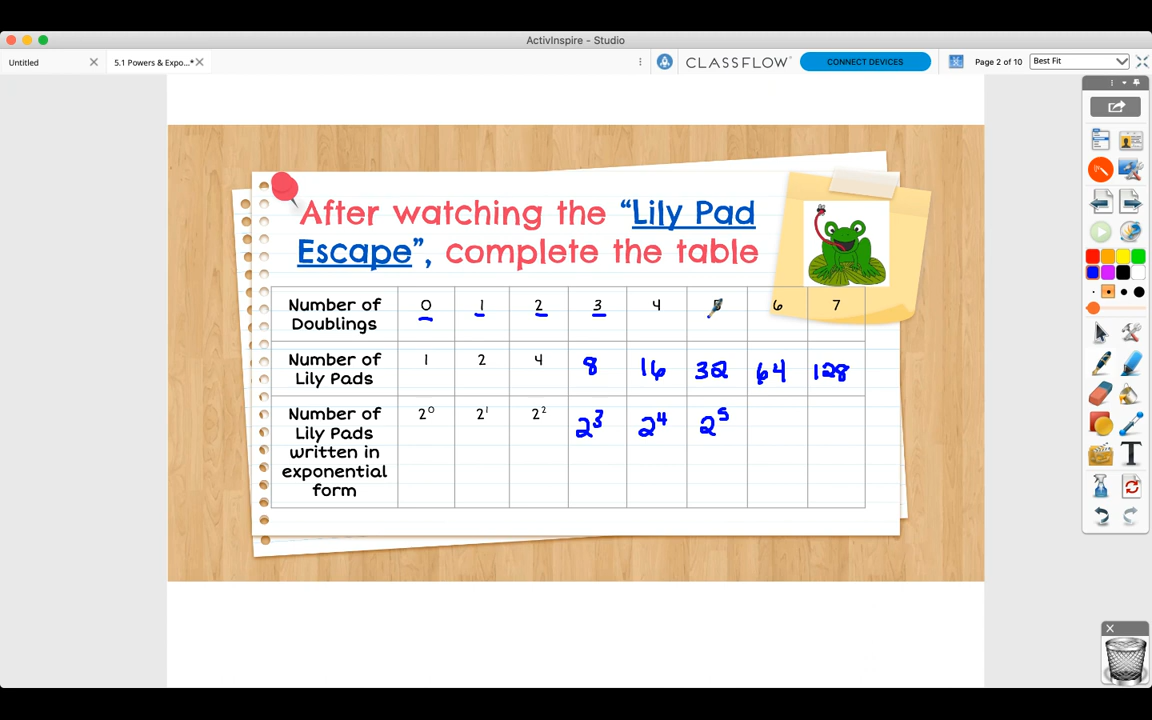 ActivInspire - Studio
Untitled
5.1 Powers & Expo...*
CLASSFLOW
CONNECT DEVICES
Page 2 of 10
Best Fit
After watching the "Lily Pad
Escape", complete the table
Number of
Doublings
0 1 2 3 4 6 7
Number of
Lily Pads
1 2 4 8 16 32 64 128
Number of
Lily Pads
written in
exponential
form
2⁰ 2¹ 2² 2³ 2⁴ 2⁵
T
X